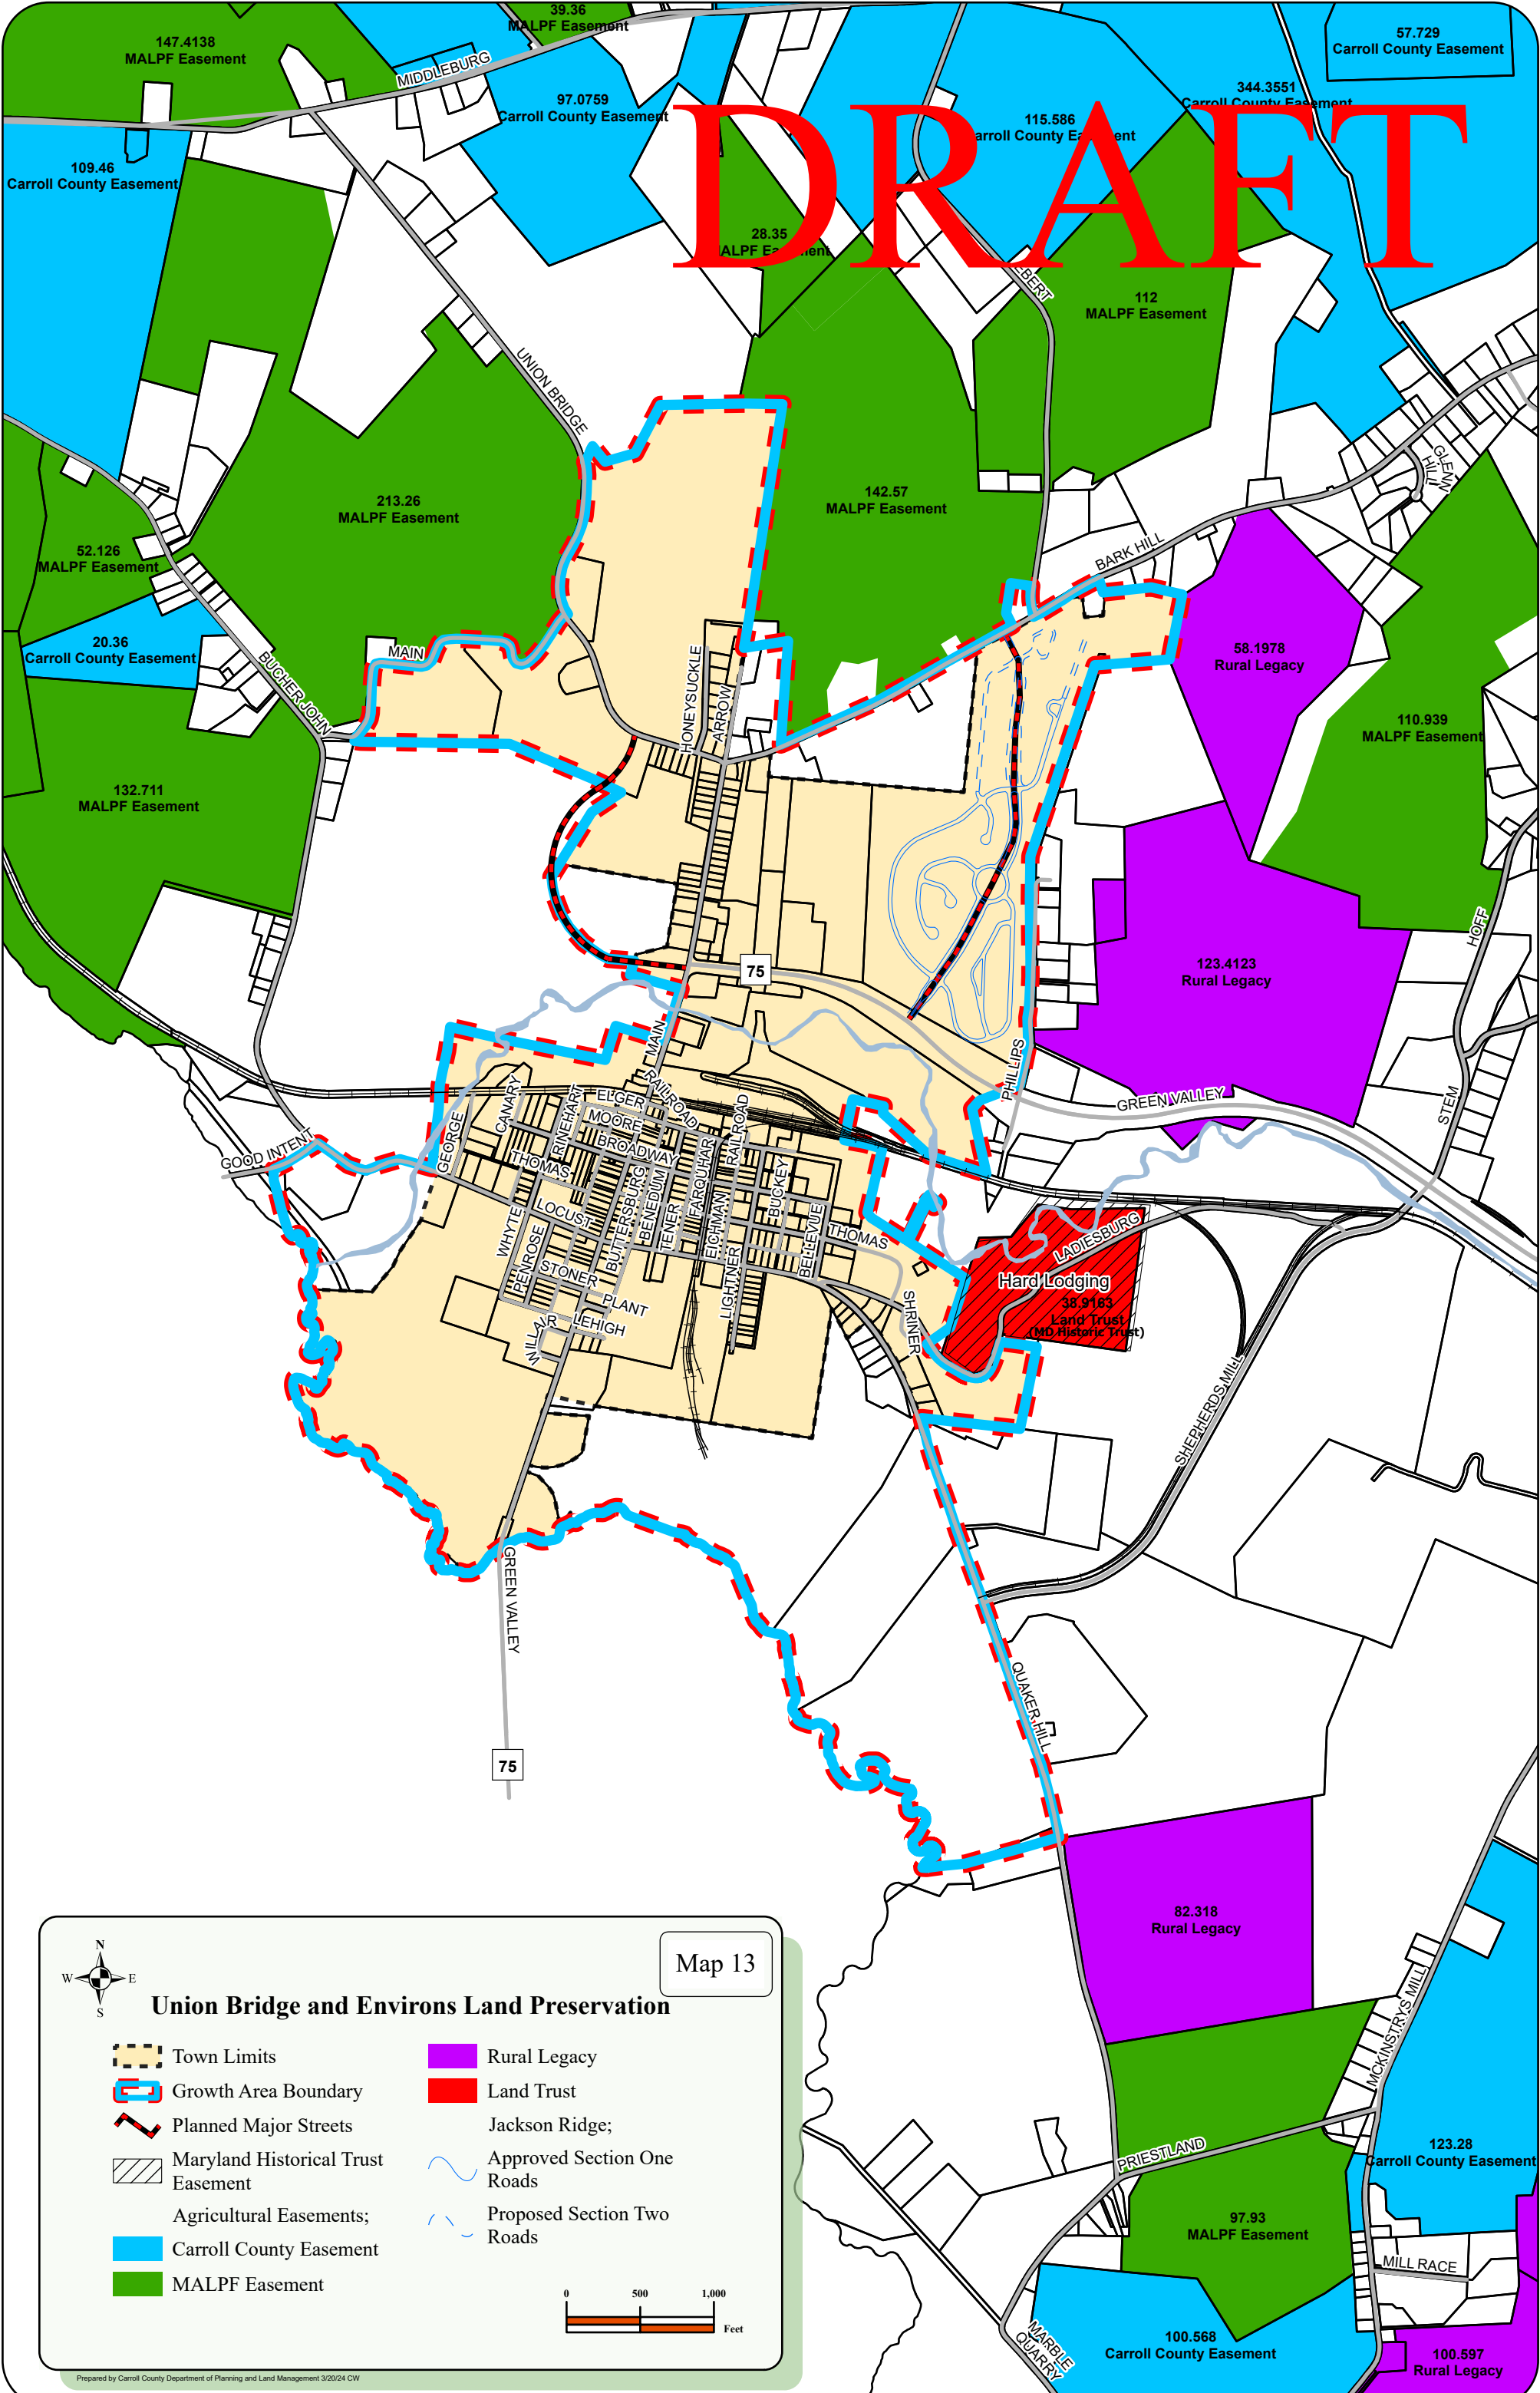 39.36
MALPF Easement
147.4138
MALPF Easement
57.729
Carroll County Easement
MIDDLEBURG
97.0759
Carroll County Easement
344.3551
Carroll County Easement
115.586
Carroll County Easement
DRAFT
109.46
Carroll County Easement
28.35
MALPF Easement
112
MALPF Easement
UNION BRIDGE
GLENN HILL
213.26
MALPF Easement
142.57
MALPF Easement
52.126
MALPF Easement
BARK HILL
20.36
Carroll County Easement
MAIN
BUCHER JOHN
HONEYSUCKLE
ARROW
58.1978
Rural Legacy
110.939
MALPF Easement
132.711
MALPF Easement
HOFF
75
123.4123
Rural Legacy
MAIN
PHILLIPS
GREEN VALLEY
STEM
GOOD INTENT
GEORGE
CANARY
RINEHART
ELGER
RAILROAD
MOORE
BROADWAY
RAILROAD
THOMAS
FARQUHAR
BUCKEY
WHYTE
LOCUST
BUTTERSBURG
BENEDUM
TENER
EICHMAN
BELLEVUE
THOMAS
LADIESBURG
PENROSE
STONER
LIGHTNER
PLANT
LEHIGH
WILLAIR
SHRINER
Hard Lodging
38.9163
Land Trust
(MD Historic Trust)
SHEPHERDS MILL
GREEN VALLEY
QUAKER HILL
75
82.318
Rural Legacy
MCKINSTRYS MILL
PRIESTLAND
123.28
Carroll County Easement
97.93
MALPF Easement
MILL RACE
MARBLE QUARRY
100.568
Carroll County Easement
100.597
Rural Legacy
Map 13
N
W E
S
Union Bridge and Environs Land Preservation
Town Limits
Growth Area Boundary
Planned Major Streets
Maryland Historical Trust
Easement
Agricultural Easements;
Carroll County Easement
MALPF Easement
Rural Legacy
Land Trust
Jackson Ridge;
Approved Section One
Roads
Proposed Section Two
Roads
0 500 1,000
Feet
Prepared by Carroll County Department of Planning and Land Management 3/20/24 CW